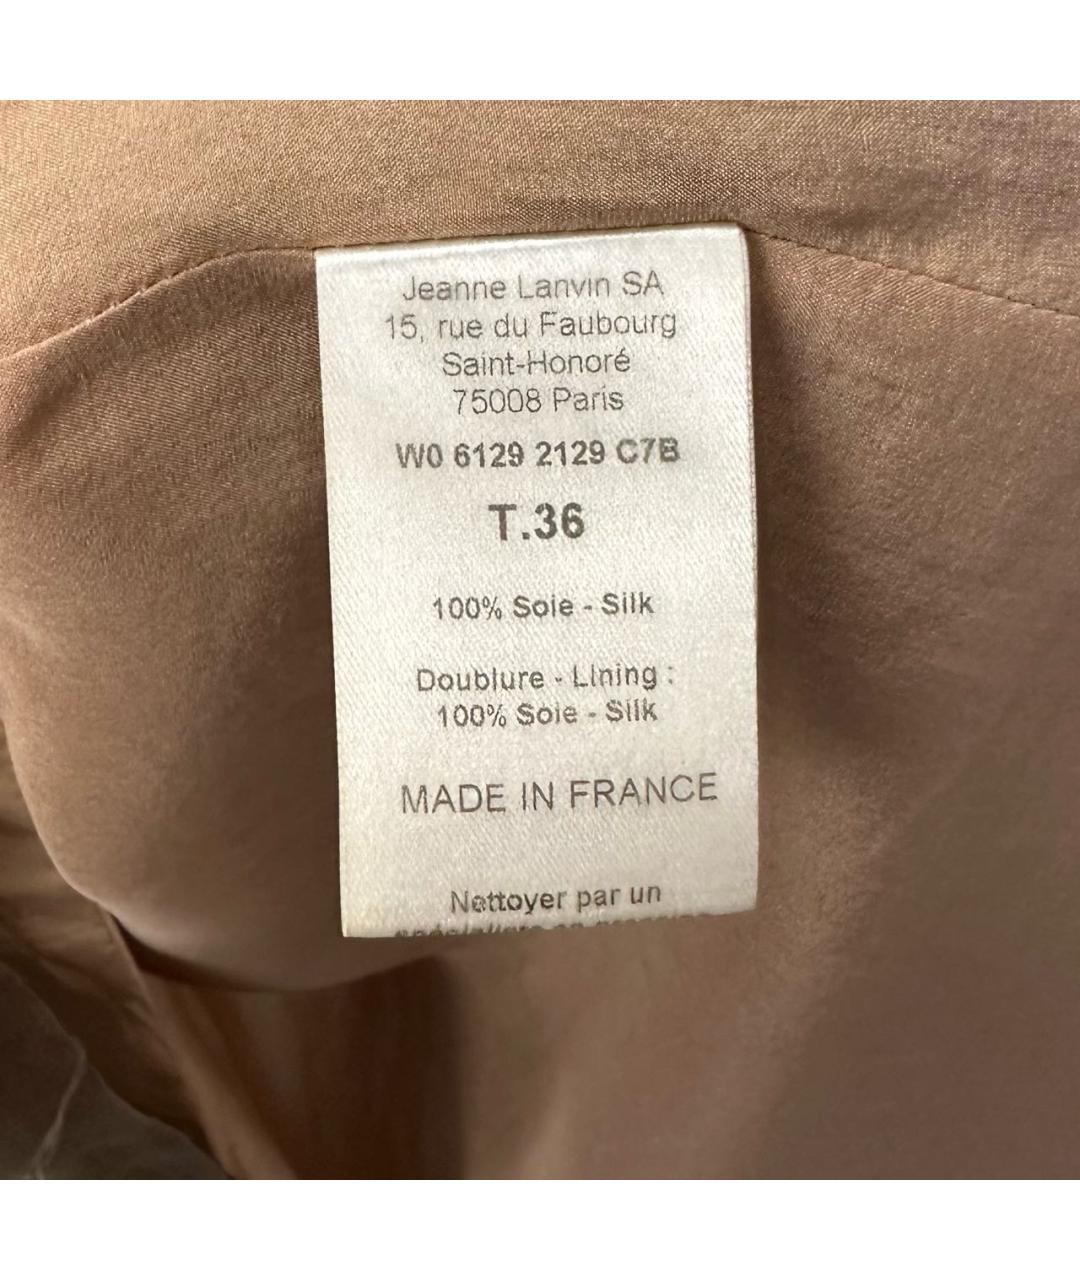 Jeanne Lanvin SA
15, rue du Faubourg
Saint-Honoré
75008 Paris
W0 6129 2129 C7B
T.36
100% Soie - Silk
Doublure - Lining :
100% Soie - Silk
MADE IN FRANCE
Nettoyer par un